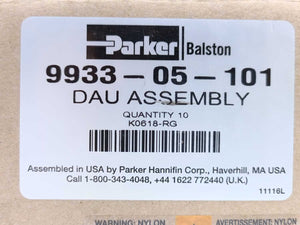 Parker Balston
9933-05-101
DAU ASSEMBLY
QUANTITY 10
K0618-RG
Assembled in USA by Parker Hannifin Corp., Haverhill, MA USA
Call 1-800-343-4048, +44 1622 772440 (U.K.)
11116L
WARNING: NYLON
AVERTISSEMENT: NYLON